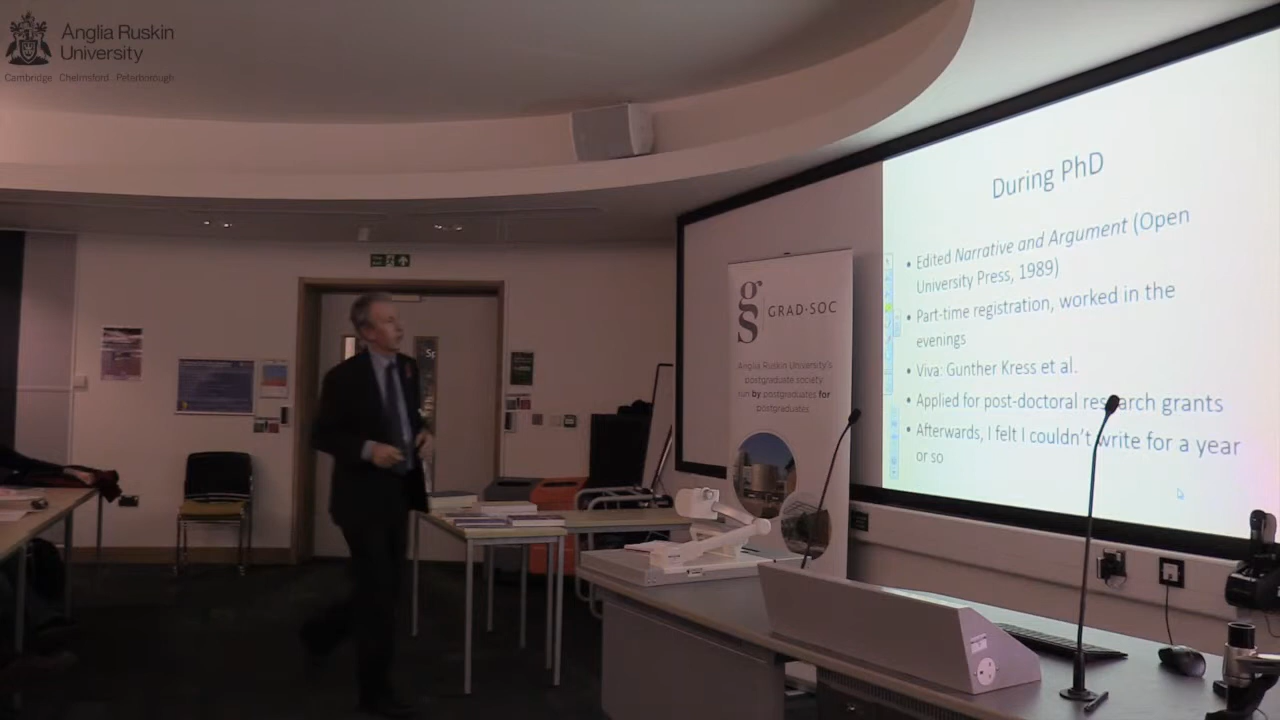 Anglia Ruskin
University
Cambridge Chelmsford Peterborough
During PhD
• Edited Narrative and Argument (Open
University Press, 1989)
• Part-time registration, worked in the
evenings
• Viva: Gunther Kress et al.
• Applied for post-doctoral research grants
• Afterwards, I felt I couldn't write for a year
or so
gs
GRAD·SOC
Anglia Ruskin University's
postgraduate society
run by postgraduates for
postgraduates
Sp